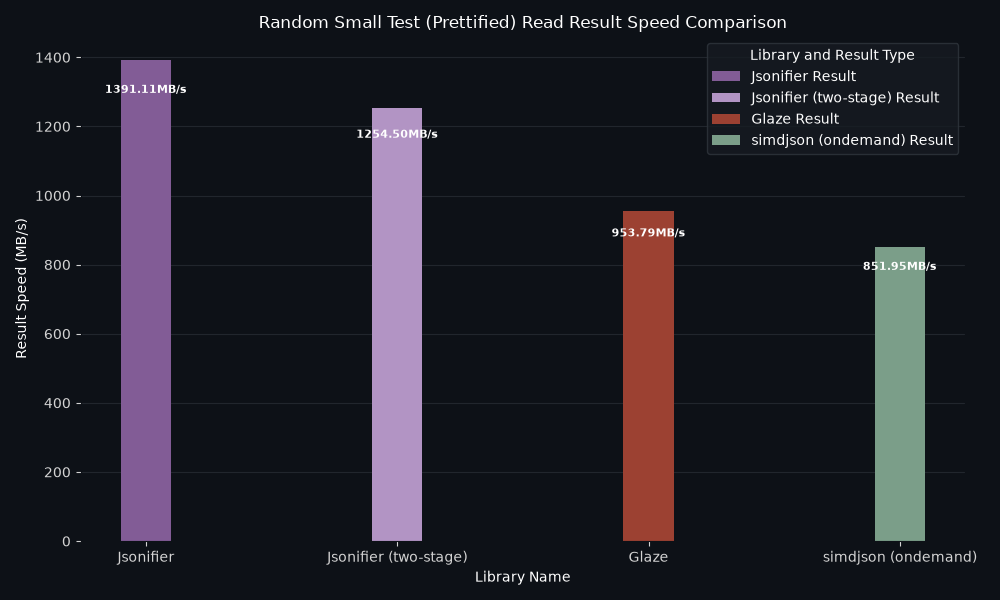 Random Small Test (Prettified) Read Result Speed Comparison
Library and Result Type
Jsonifier Result
Jsonifier (two-stage) Result
Glaze Result
simdjson (ondemand) Result
1391.11MB/s
1254.50MB/s
953.79MB/s
851.95MB/s
Result Speed (MB/s)
1400
1200
1000
800
600
400
200
0
Jsonifier
Jsonifier (two-stage)
Glaze
simdjson (ondemand)
Library Name